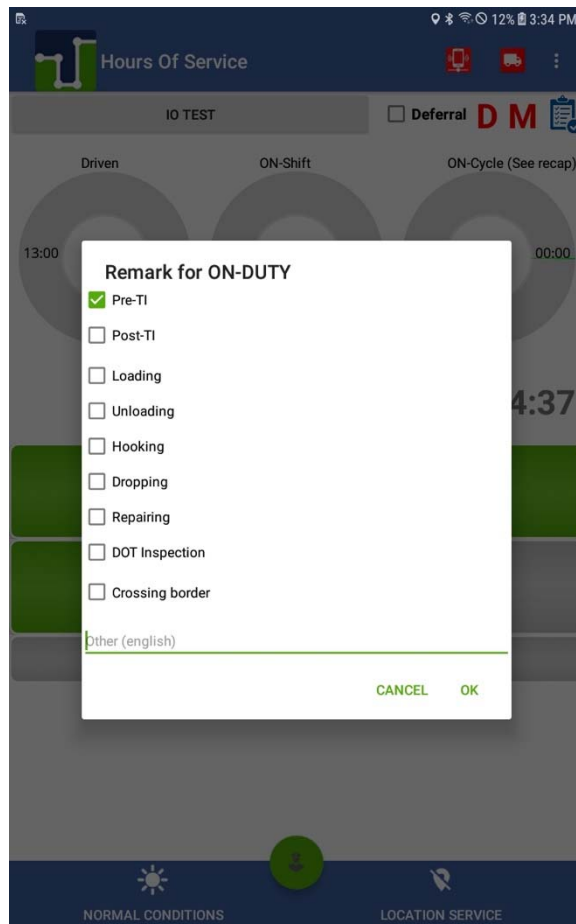 12% 3:34 PM
Hours Of Service
IO TEST
Deferral D M
Driven ON-Shift ON-Cycle (See recap)
13:00 00:00
Remark for ON-DUTY
Pre-TI
Post-TI
Loading
Unloading
4:37
Hooking
Dropping
Repairing
DOT Inspection
Crossing border
Other (english)
CANCEL OK
NORMAL CONDITIONS LOCATION SERVICE